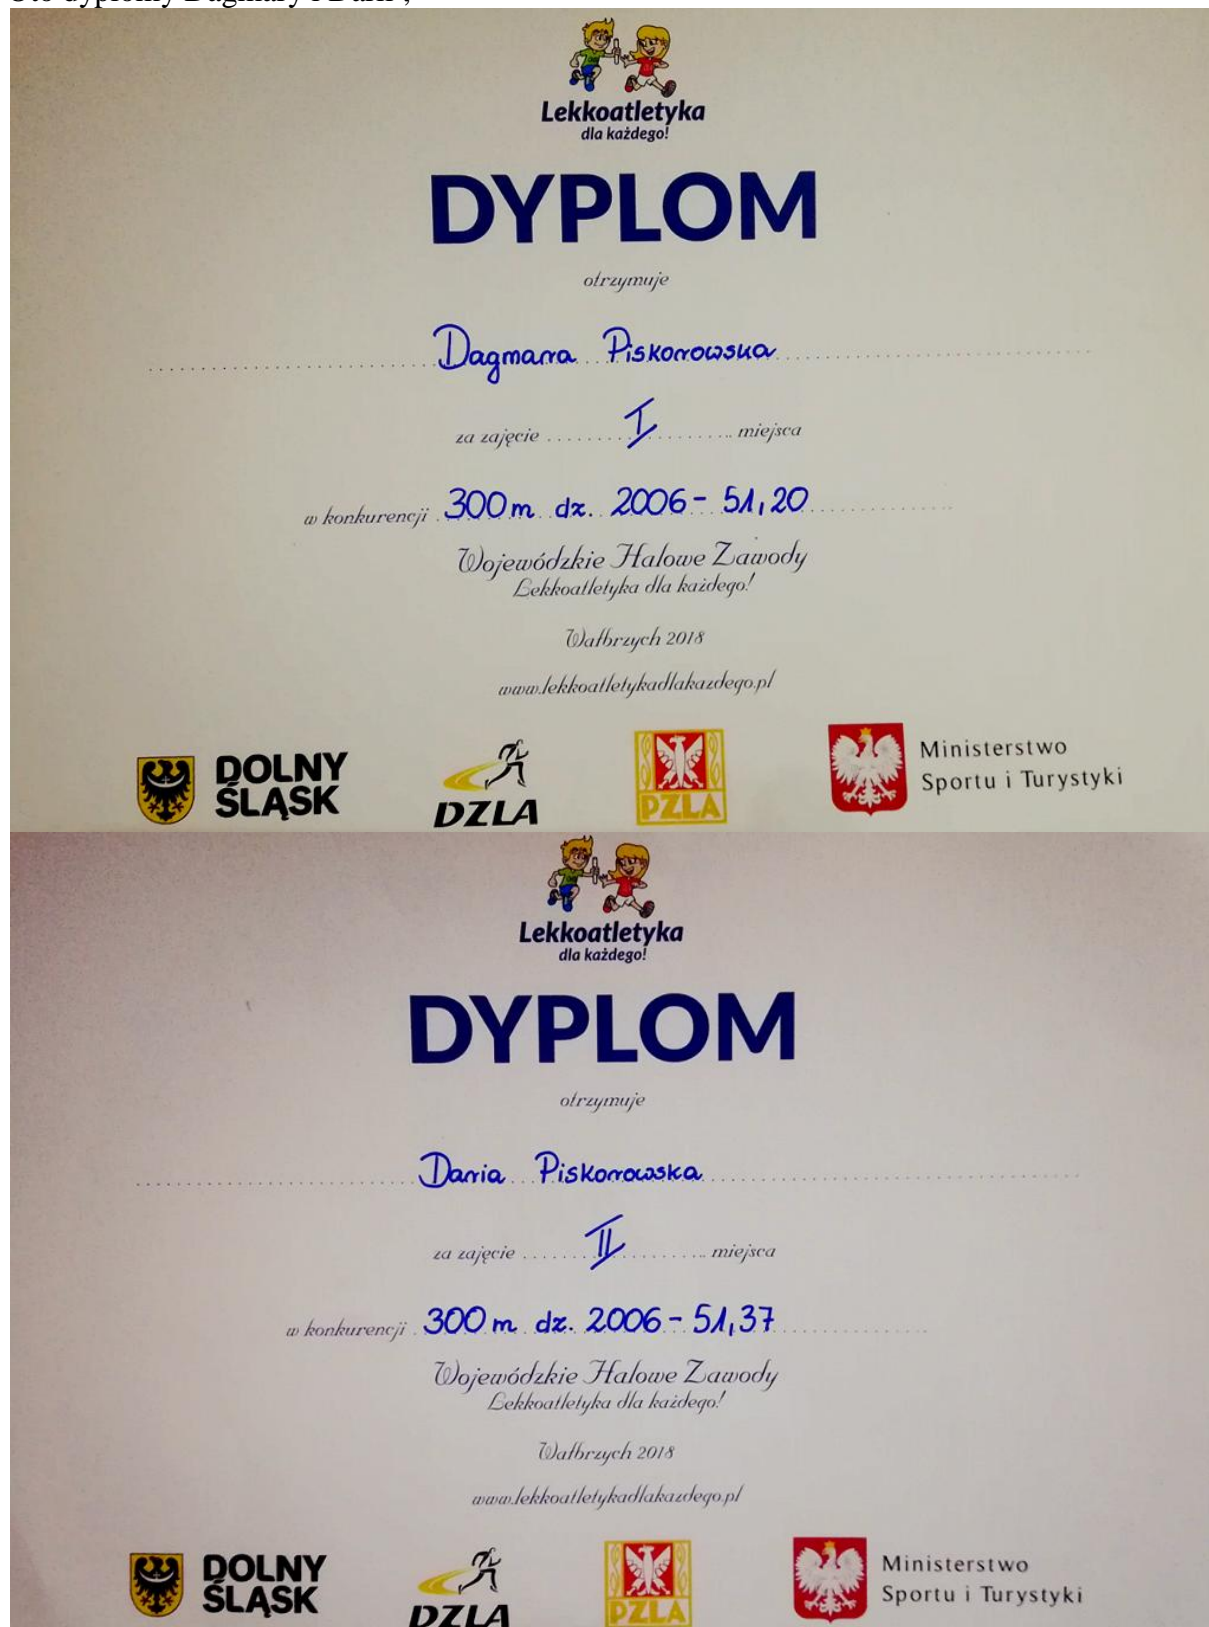 Oto dyplomy Dagmary i Darii ;
Lekkoatletyka
dla każdego!
DYPLOM
otrzymuje
Dagmara Piskorowska
za zajęcie I miejsca
w konkurencji 300m dz. 2006 - 51,20
Wojewódzkie Halowe Zawody
Lekkoatletyka dla każdego!
Wałbrzych 2018
www.lekkoatletykadlakazdego.pl
DOLNY
ŚLĄSK
DZLA
PZLA
Ministerstwo
Sportu i Turystyki
Lekkoatletyka
dla każdego!
DYPLOM
otrzymuje
Daria Piskorowska
za zajęcie II miejsca
w konkurencji 300m dz. 2006 - 51,37
Wojewódzkie Halowe Zawody
Lekkoatletyka dla każdego!
Wałbrzych 2018
www.lekkoatletykadlakazdego.pl
DOLNY
ŚLĄSK
DZLA
PZLA
Ministerstwo
Sportu i Turystyki